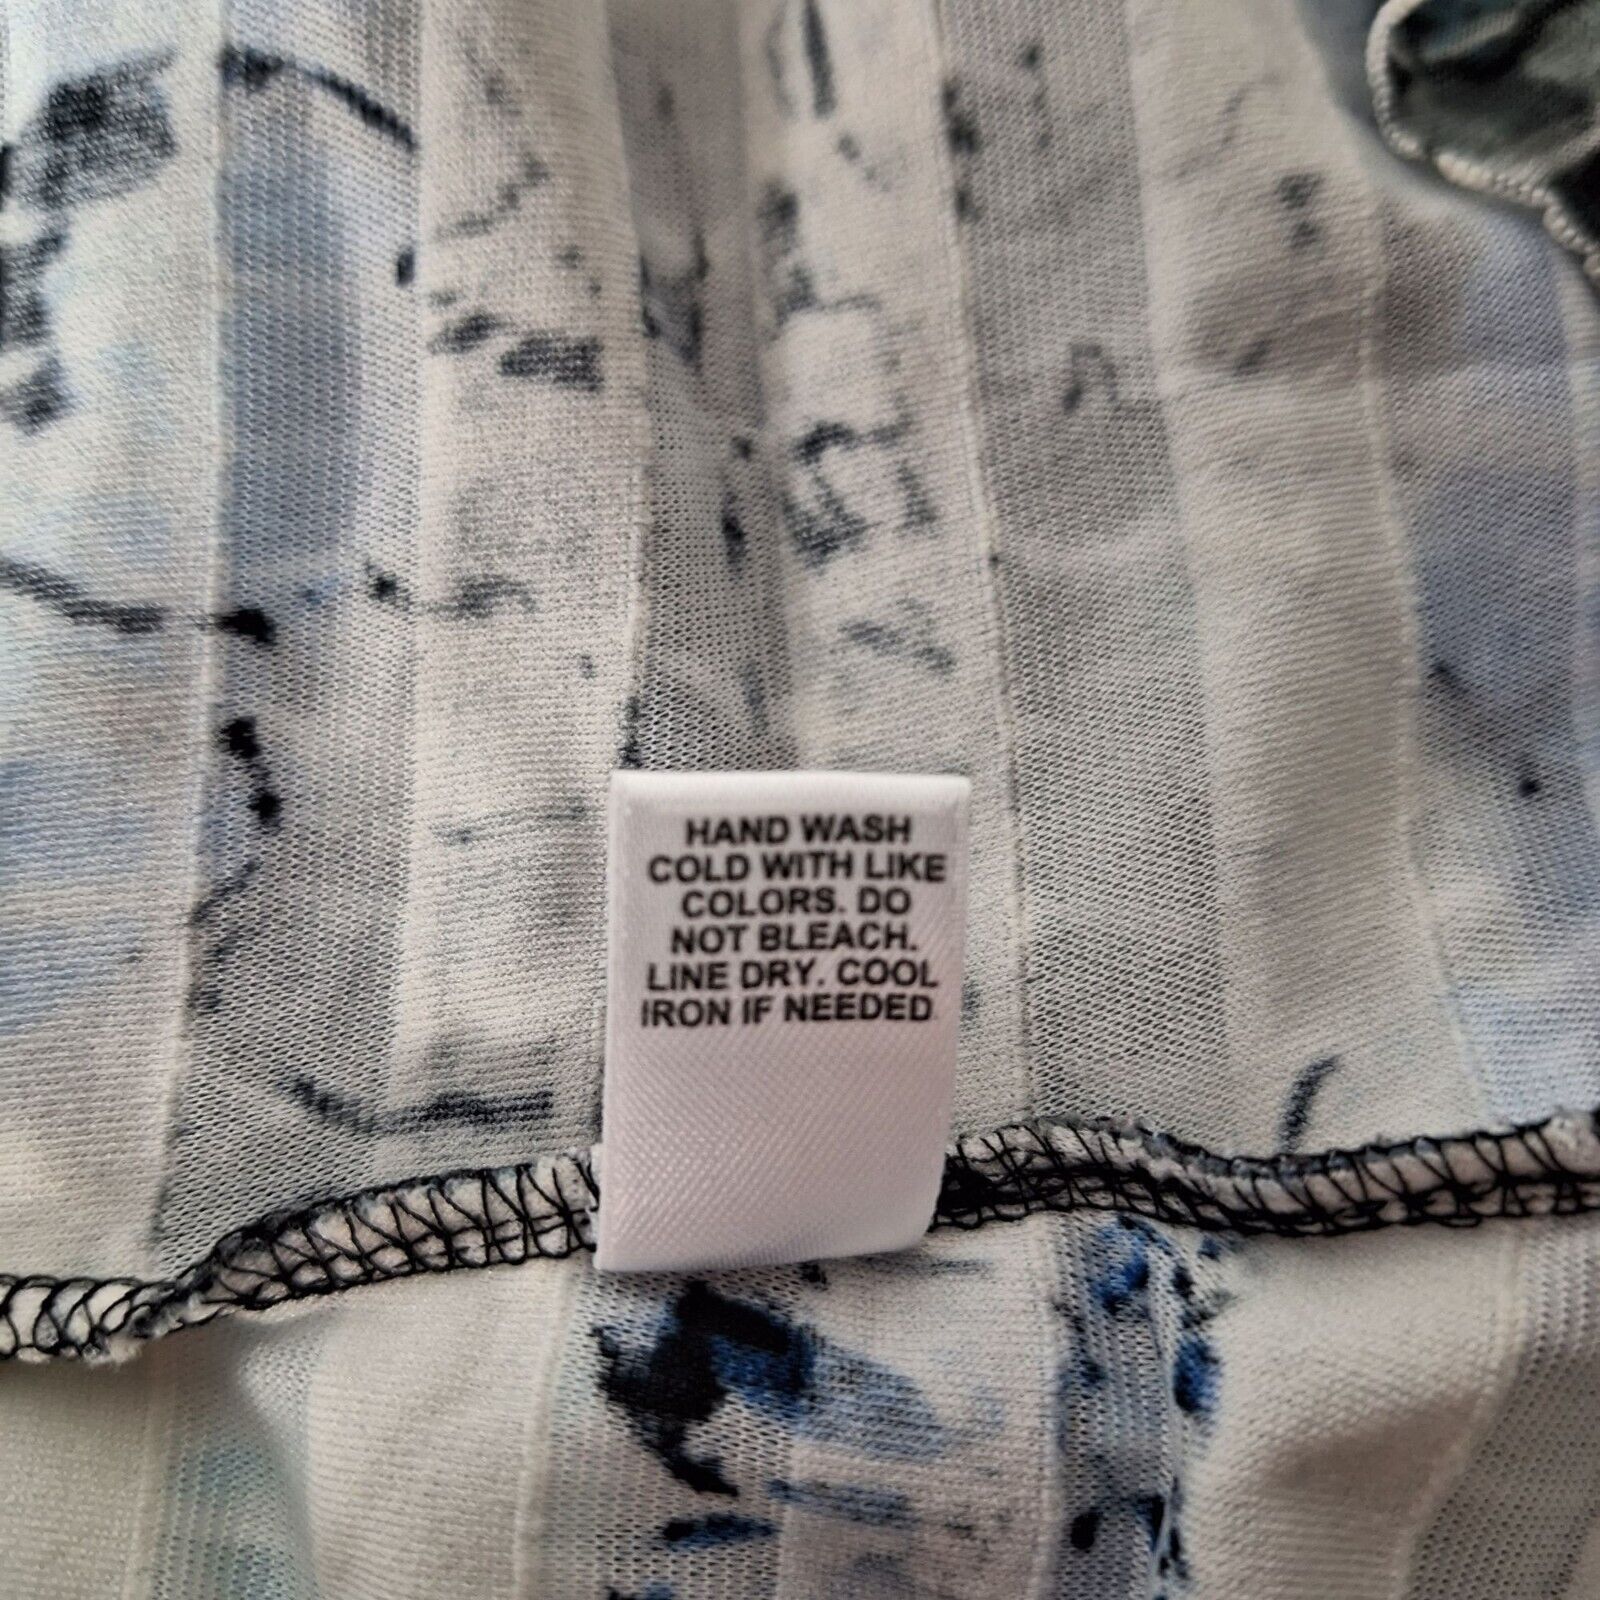 HAND WASH
COLD WITH LIKE
COLORS. DO
NOT BLEACH.
LINE DRY. COOL
IRON IF NEEDED